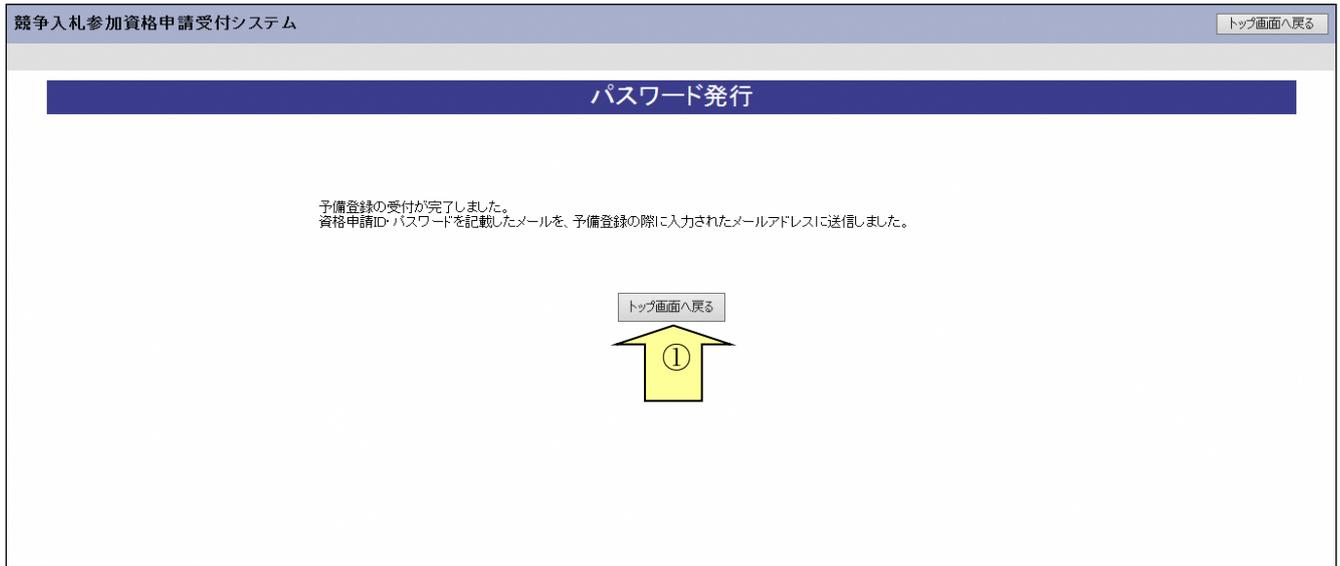 競争入札参加資格申請受付システム
トップ画面へ戻る
パスワード発行
予備登録の受付が完了しました。
資格申請ID・パスワードを記載したメールを、予備登録の際に入力されたメールアドレスに送信しました。
トップ画面へ戻る
①